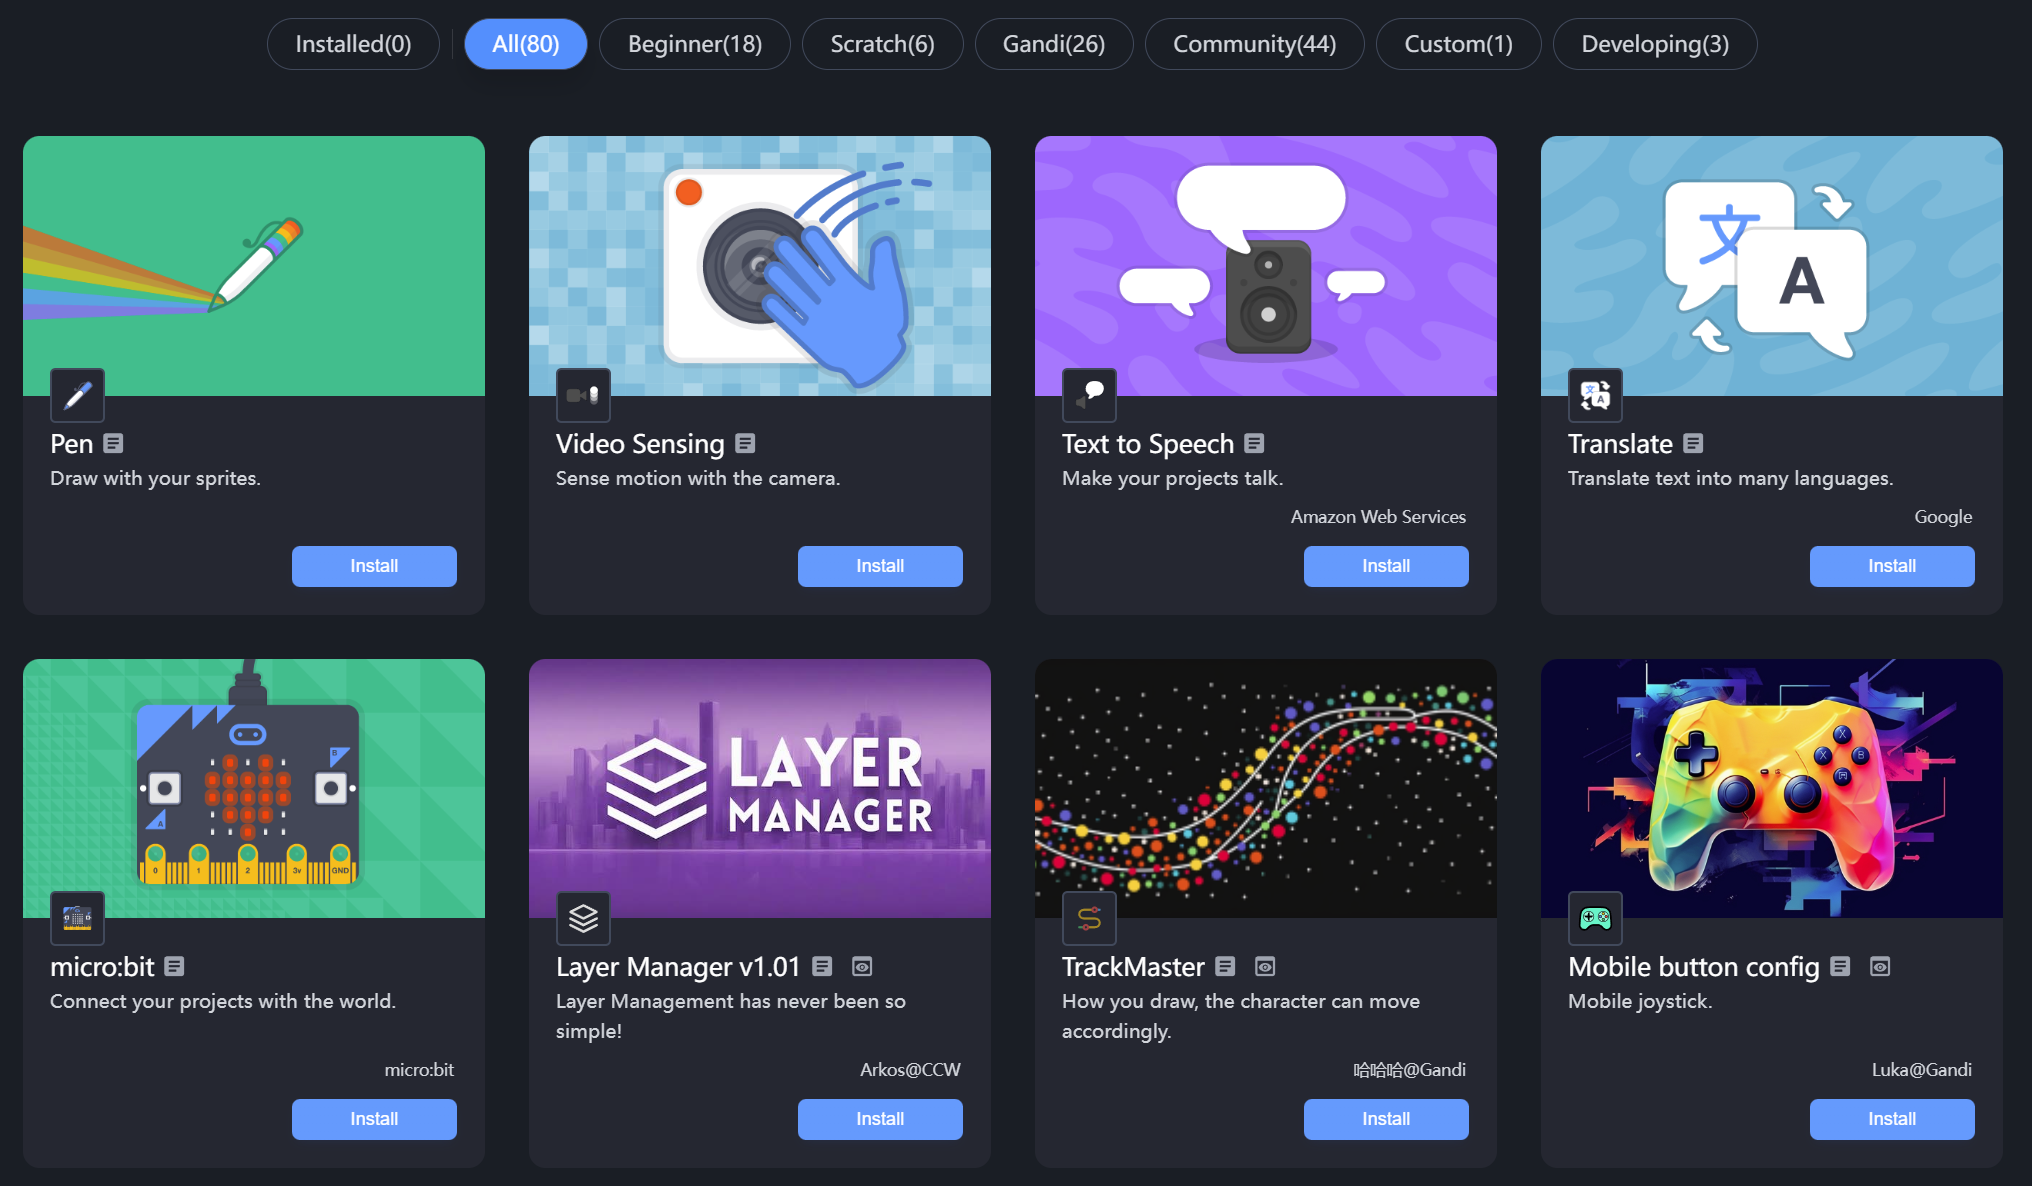 Installed(0)
All(80)
Beginner(18)
Scratch(6)
Gandi(26)
Community(44)
Custom(1)
Developing(3)
文
A
Pen
Draw with your sprites.
Install
Video Sensing
Sense motion with the camera.
Install
Text to Speech
Make your projects talk.
Amazon Web Services
Install
Translate
Translate text into many languages.
Google
Install
B
A
0 1 2 3v GND
micro:bit
Connect your projects with the world.
micro:bit
Install
LAYER
MANAGER
Layer Manager v1.01
Layer Management has never been so
simple!
Arkos@CCW
Install
TrackMaster
How you draw, the character can move
accordingly.
哈哈哈@Gandi
Install
X
X
B
Mobile button config
Mobile joystick.
Luka@Gandi
Install